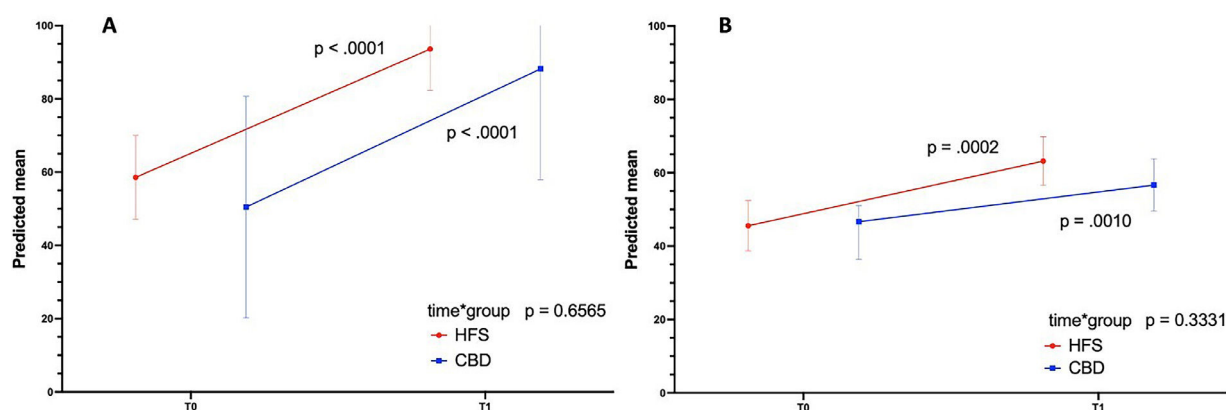 A
Predicted mean
100
80
60
40
20
0
p < .0001
p < .0001
time*group p = 0.6565
HFS
CBD
T0
T1
B
Predicted mean
100
80
60
40
20
0
p = .0002
p = .0010
time*group p = 0.3331
HFS
CBD
T0
T1